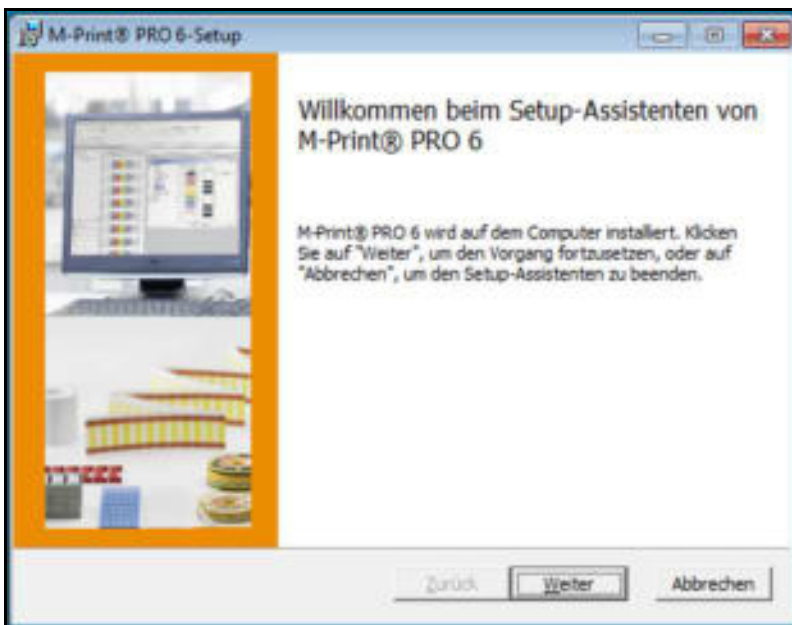 M-Print® PRO 6-Setup
Willkommen beim Setup-Assistenten von
M-Print® PRO 6
M-Print® PRO 6 wird auf dem Computer installiert. Klicken
Sie auf "Weiter", um den Vorgang fortzusetzen, oder auf
"Abbrechen", um den Setup-Assistenten zu beenden.
Zurück
Weiter
Abbrechen